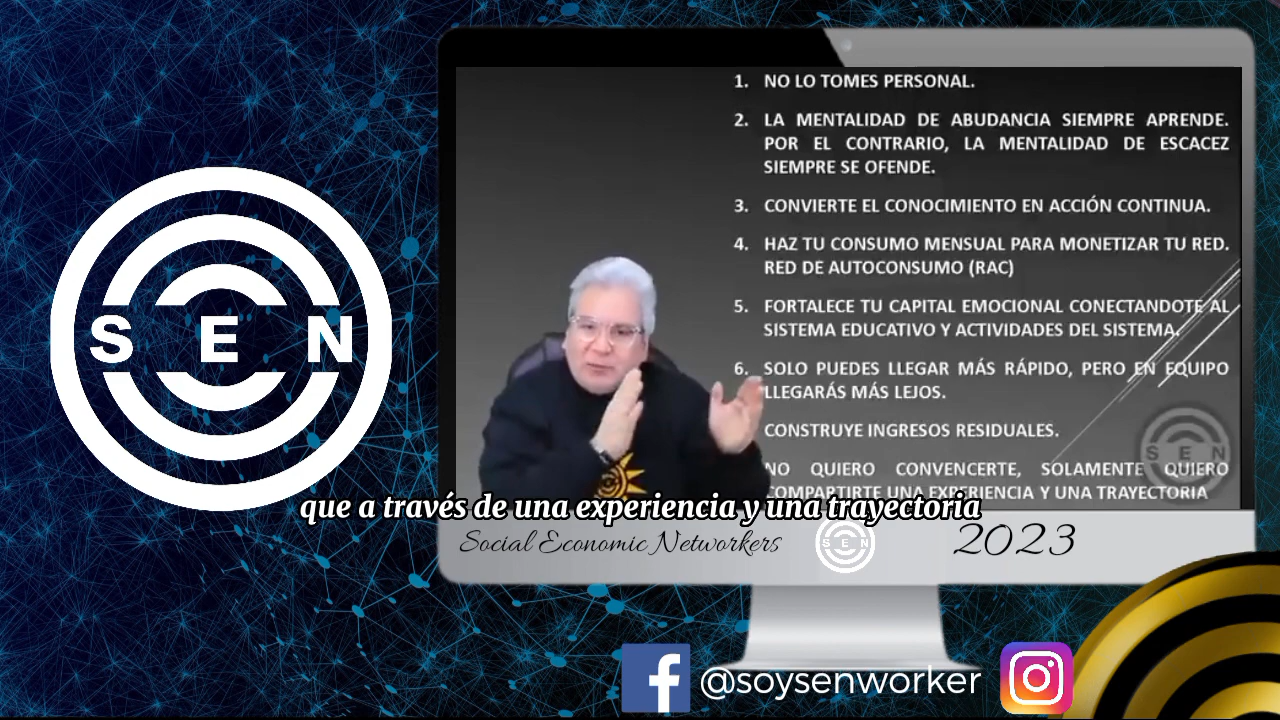 1. NO LO TOMES PERSONAL.
2. LA MENTALIDAD DE ABUDANCIA SIEMPRE APRENDE.
POR EL CONTRARIO, LA MENTALIDAD DE ESCACEZ
SIEMPRE SE OFENDE.
3. CONVIERTE EL CONOCIMIENTO EN ACCIÓN CONTINUA.
4. HAZ TU CONSUMO MENSUAL PARA MONETIZAR TU RED.
RED DE AUTOCONSUMO (RAC)
5. FORTALECE TU CAPITAL EMOCIONAL CONECTANDOTE AL
SISTEMA EDUCATIVO Y ACTIVIDADES DEL SISTEMA.
6. SOLO PUEDES LLEGAR MÁS RÁPIDO, PERO EN EQUIPO
LLEGARÁS MÁS LEJOS.
CONSTRUYE INGRESOS RESIDUALES.
NO QUIERO CONVENCERTE, SOLAMENTE QUIERO
COMPARTIRTE UNA EXPERIENCIA Y UNA TRAYECTORIA
SEN
SEN
que a través de una experiencia y una trayectoria
Social Economic Networkers
SEN
2023
@soysenworker